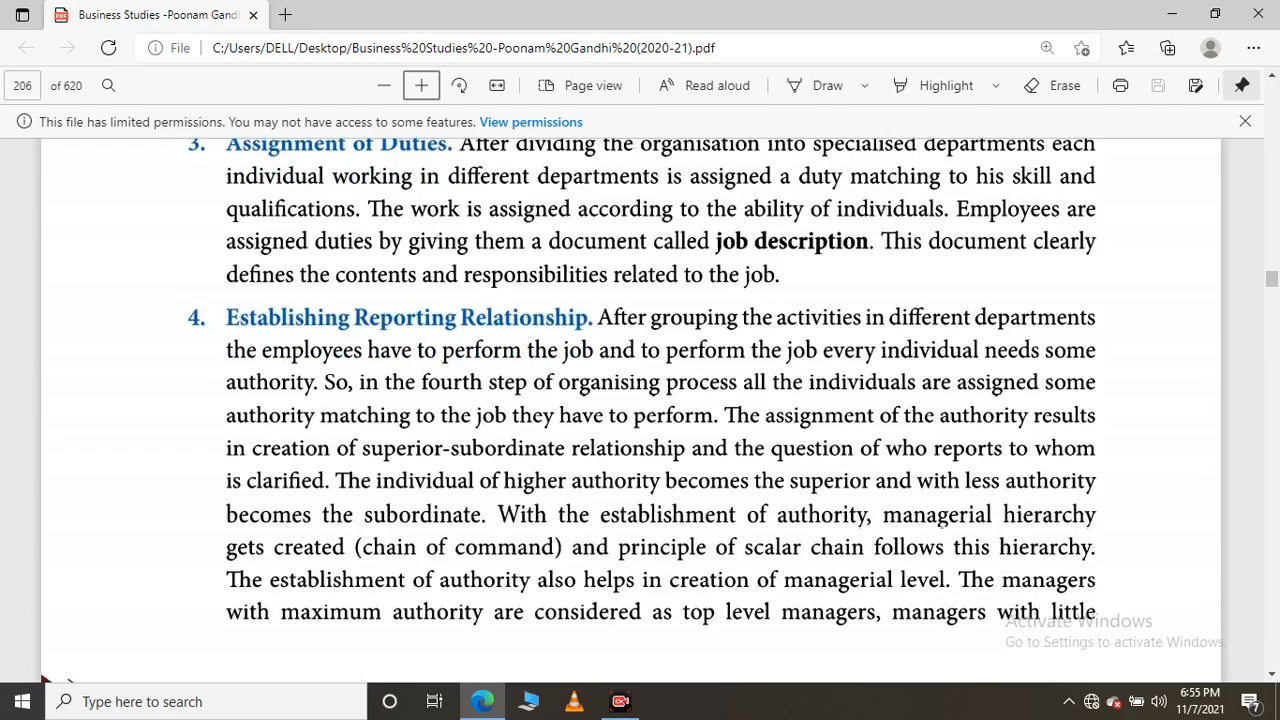 Business Studies -Poonam Gandl
File
C:/Users/DELL/Desktop/Business%20Studies%20-Poonam%20Gandhi%20(2020-21).pdf
206 of 620
Page view
Read aloud
Draw
Highlight
Erase
This file has limited permissions. You may not have access to some features. View permissions
3. Assignment of Duties. After dividing the organisation into specialised departments each
individual working in different departments is assigned a duty matching to his skill and
qualifications. The work is assigned according to the ability of individuals. Employees are
assigned duties by giving them a document called job description. This document clearly
defines the contents and responsibilities related to the job.
4. Establishing Reporting Relationship. After grouping the activities in different departments
the employees have to perform the job and to perform the job every individual needs some
authority. So, in the fourth step of organising process all the individuals are assigned some
authority matching to the job they have to perform. The assignment of the authority results
in creation of superior-subordinate relationship and the question of who reports to whom
is clarified. The individual of higher authority becomes the superior and with less authority
becomes the subordinate. With the establishment of authority, managerial hierarchy
gets created (chain of command) and principle of scalar chain follows this hierarchy.
The establishment of authority also helps in creation of managerial level. The managers
with maximum authority are considered as top level managers, managers with little
Activate Windows
Go to Settings to activate Windows.
Type here to search
6:55 PM
11/7/2021
7